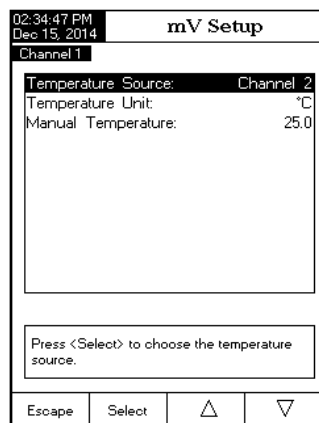 02:34:47 PM
Dec 15, 2014
mV Setup
Channel 1
Temperature Source: Channel 2
Temperature Unit: °C
Manual Temperature: 25.0
Press <Select> to choose the temperature
source.
Escape Select △ ▽